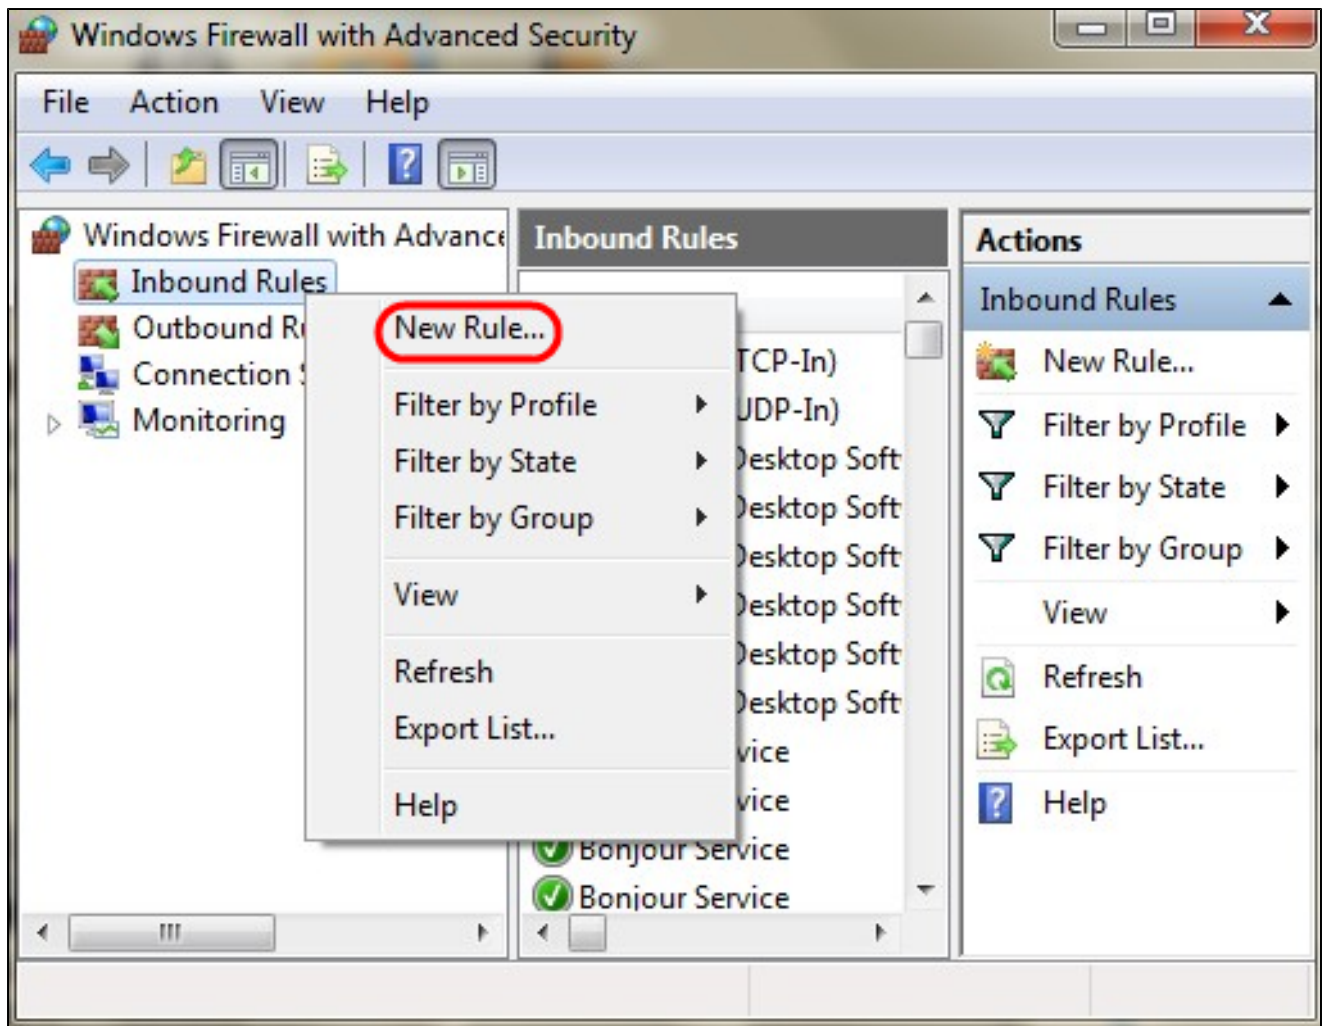 Windows Firewall with Advanced Security
File Action View Help
Windows Firewall with Advance
Inbound Rules
Outbound Ru
Connection S
Monitoring
New Rule...
Filter by Profile
Filter by State
Filter by Group
View
Refresh
Export List...
Help
Inbound Rules
TCP-In)
UDP-In)
Desktop Soft
Desktop Soft
Desktop Soft
Desktop Soft
Desktop Soft
Desktop Soft
vice
vice
Bonjour Service
Bonjour Service
Actions
Inbound Rules
New Rule...
Filter by Profile
Filter by State
Filter by Group
View
Refresh
Export List...
Help